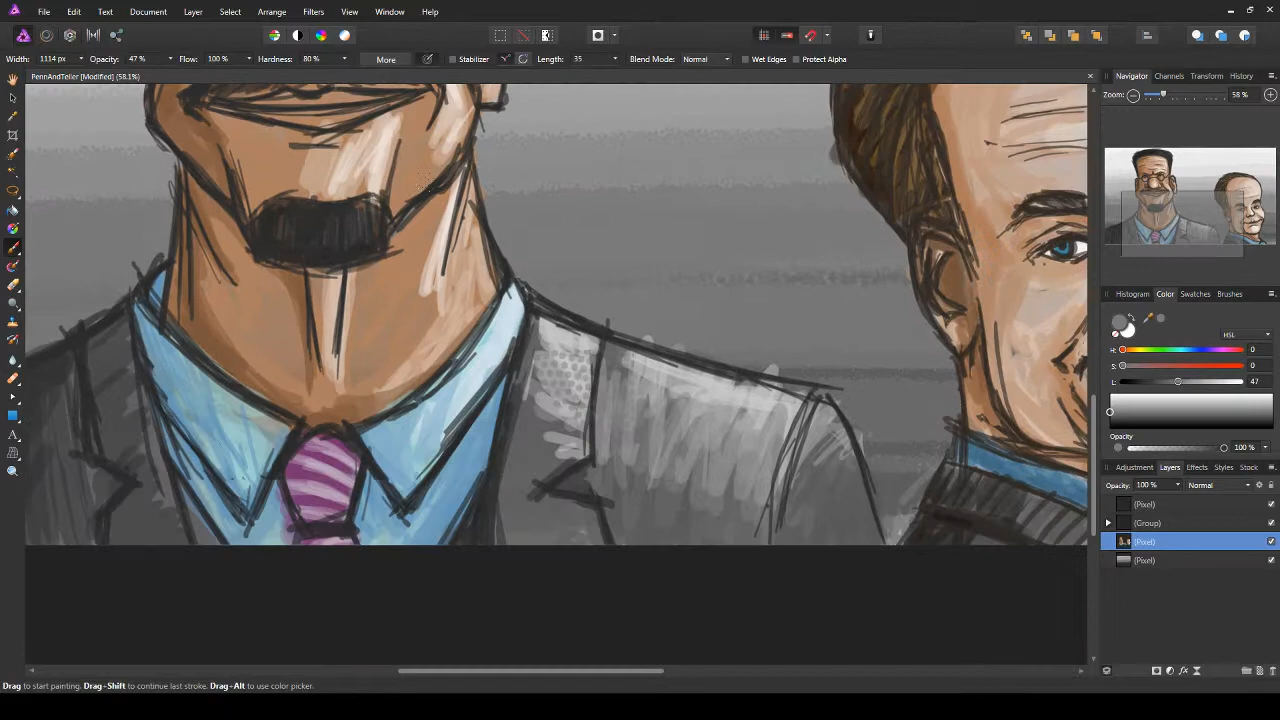 File Edit Text Document Layer Select Arrange Filters View Window Help
Width: 1114 px Opacity: 47 % Flow: 100 % Hardness: 80 % More Stabilizer Length: 35 Blend Mode: Normal Wet Edges Protect Alpha
PennAndTeller [Modified] (58.1%)
Navigator Channels Transform History
Zoom: 58 %
Histogram Color Swatches Brushes
HSL
H: 0
S: 0
L: 47
Opacity
100 %
Adjustment Layers Effects Styles Stock
Opacity: 100 % Normal
(Pixel)
(Group)
(Pixel)
(Pixel)
Drag to start painting. Drag-Shift to continue last stroke. Drag-Alt to use color picker.